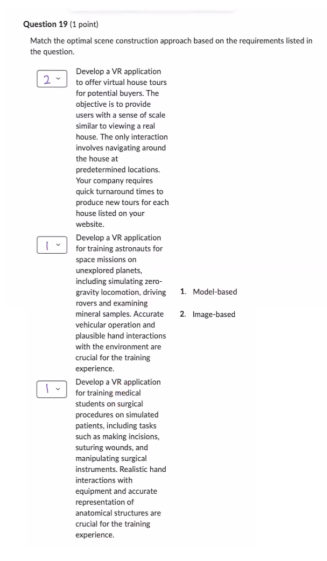 Question 19 (1 point)
Match the optimal scene construction approach based on the requirements listed in
the question.
2
Develop a VR application
to offer virtual house tours
for potential buyers. The
objective is to provide
users with a sense of scale
similar to viewing a real
house. The only interaction
involves navigating around
the house at
predetermined locations.
Your company requires
quick turnaround times to
produce new tours for each
house listed on your
website.
1
Develop a VR application
for training astronauts for
space missions on
unexplored planets,
including simulating zero-
gravity locomotion, driving
rovers and examining
mineral samples. Accurate
vehicular operation and
plausible hand interactions
with the environment are
crucial for the training
experience.
1
Develop a VR application
for training medical
students on surgical
procedures on simulated
patients, including tasks
such as making incisions,
suturing wounds, and
manipulating surgical
instruments. Realistic hand
interactions with
equipment and accurate
representation of
anatomical structures are
crucial for the training
experience.
1. Model-based
2. Image-based